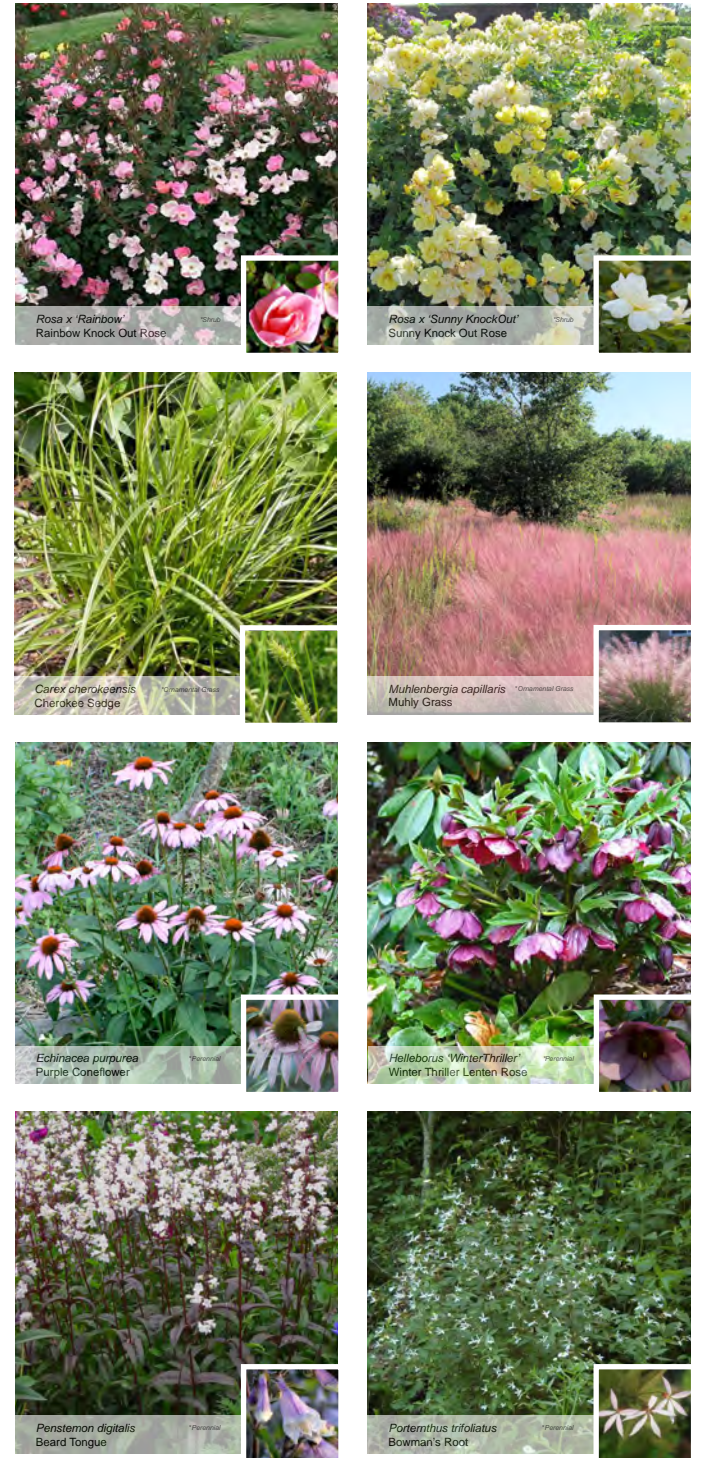 Rosa x 'Rainbow' *Shrub
Rainbow Knock Out Rose
Rosa x 'Sunny KnockOut' *Shrub
Sunny Knock Out Rose
Carex cherokeensis *Ornamental Grass
Cherokee Sedge
Muhlenbergia capillaris *Ornamental Grass
Muhly Grass
Echinacea purpurea *Perennial
Purple Coneflower
Helleborus 'WinterThriller' *Perennial
Winter Thriller Lenten Rose
Penstemon digitalis *Perennial
Beard Tongue
Porternthus trifoliatus *Perennial
Bowman's Root